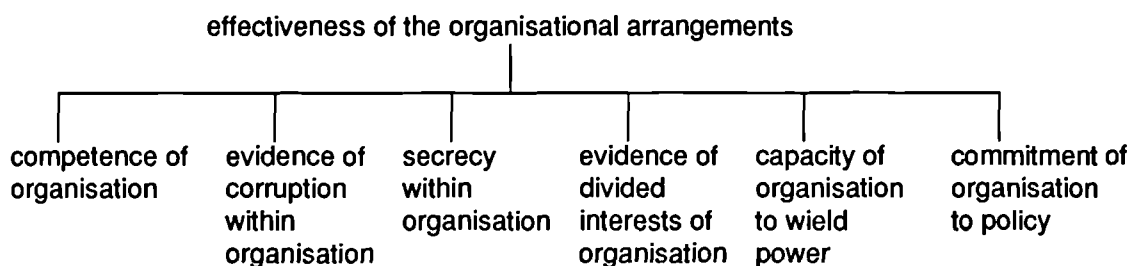 effectiveness of the organisational arrangements
competence of
organisation
evidence of
corruption
within
organisation
secrecy
within
organisation
evidence of
divided
interests of
organisation
capacity of
organisation
to wield
power
commitment of
organisation
to policy